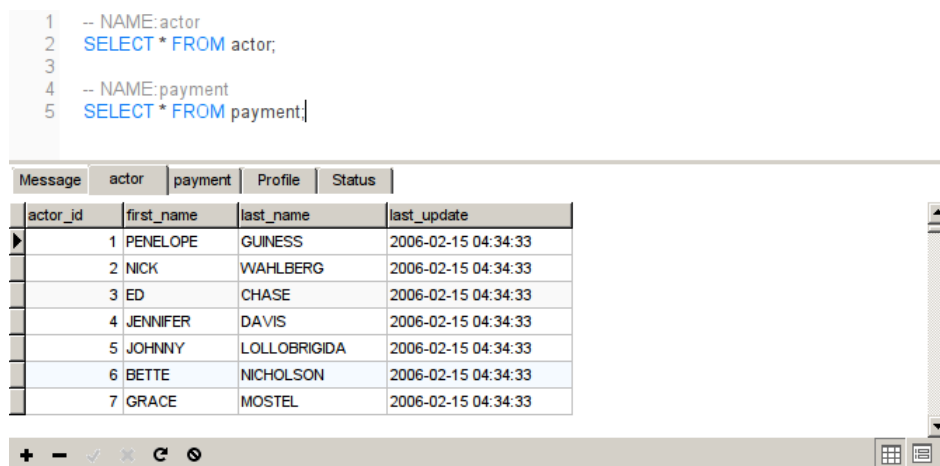 1 -- NAME:actor
2 SELECT * FROM actor;
3
4 -- NAME:payment
5 SELECT * FROM payment;
Message actor payment Profile Status
actor_id first_name last_name last_update
1 PENELOPE GUINESS 2006-02-15 04:34:33
2 NICK WAHLBERG 2006-02-15 04:34:33
3 ED CHASE 2006-02-15 04:34:33
4 JENNIFER DAVIS 2006-02-15 04:34:33
5 JOHNNY LOLLOBRIGIDA 2006-02-15 04:34:33
6 BETTE NICHOLSON 2006-02-15 04:34:33
7 GRACE MOSTEL 2006-02-15 04:34:33